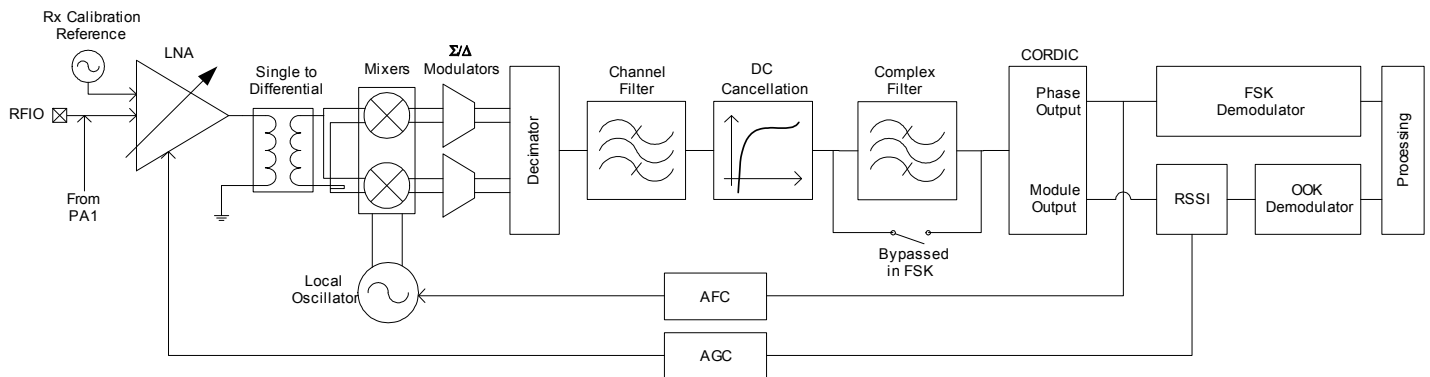 Rx Calibration
Reference
LNA
Single to
Differential
Mixers
Σ/Δ
Modulators
Decimator
Channel
Filter
DC
Cancellation
Complex
Filter
CORDIC
Phase
Output
Module
Output
FSK
Demodulator
Processing
RFIO
From
PA1
RSSI
OOK
Demodulator
Bypassed
in FSK
Local
Oscillator
AFC
AGC